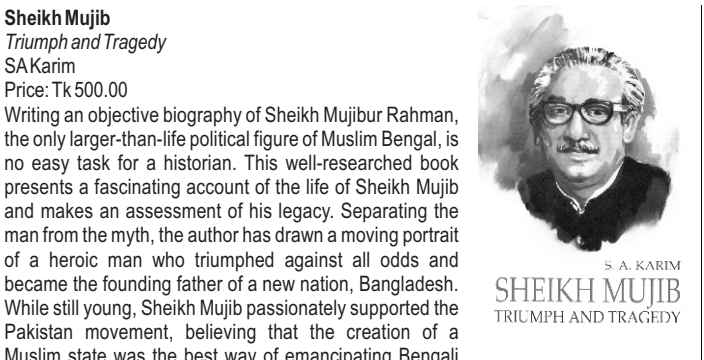 Sheikh Mujib
Triumph and Tragedy
SA Karim
Price: Tk 500.00
Writing an objective biography of Sheikh Mujibur Rahman,
the only larger-than-life political figure of Muslim Bengal, is
no easy task for a historian. This well-researched book
presents a fascinating account of the life of Sheikh Mujib
and makes an assessment of his legacy. Separating the
man from the myth, the author has drawn a moving portrait
of a heroic man who triumphed against all odds and
became the founding father of a new nation, Bangladesh.
While still young, Sheikh Mujib passionately supported the
Pakistan movement, believing that the creation of a
Muslim state was the best way of emancipating Bengali
S. A. KARIM
SHEIKH MUJIB
TRIUMPH AND TRAGEDY